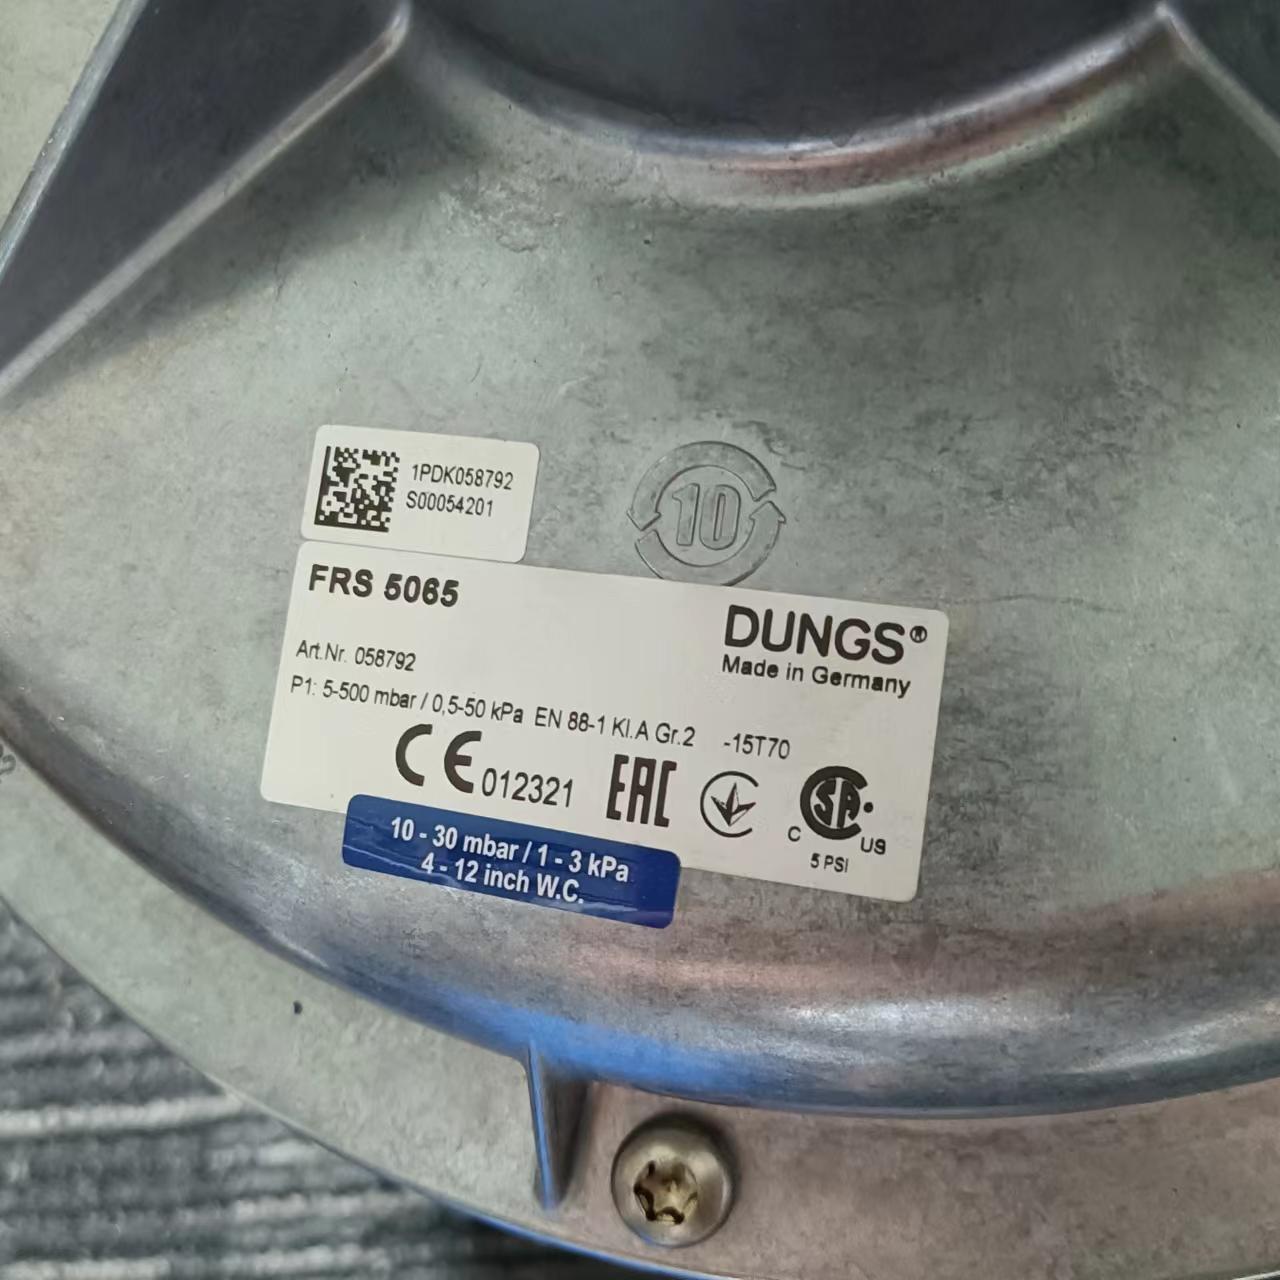 1PDK058792
S00054201
10
FRS 5065
DUNGS®
Made in Germany
Art.Nr. 058792
P1: 5-500 mbar / 0,5-50 kPa EN 88-1 Kl.A Gr.2 -15T70
CE 012321 EAC C SA US
5 PSI
10 - 30 mbar / 1 - 3 kPa
4 - 12 inch W.C.